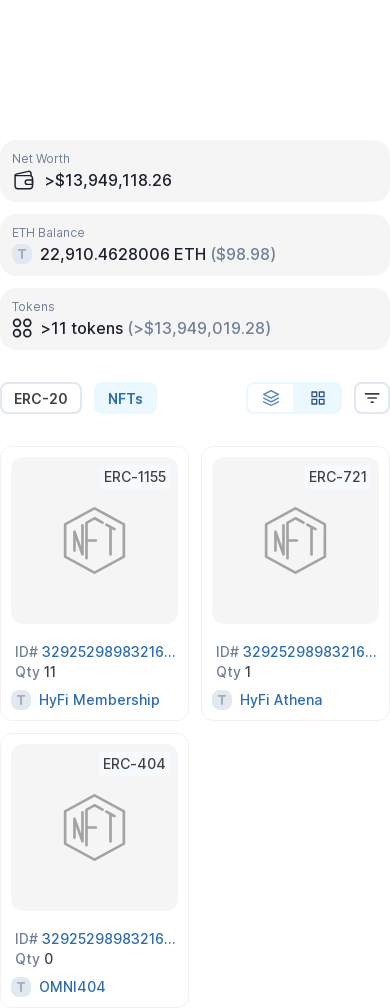 Net Worth
>$13,949,118.26
ETH Balance
T 22,910.4628006 ETH ($98.98)
Tokens
>11 tokens (>$13,949,019.28)
ERC-20 NFTs
ERC-1155
NFT
ID# 32925298983216...
Qty 11
T HyFi Membership
ERC-721
NFT
ID# 32925298983216...
Qty 1
T HyFi Athena
ERC-404
NFT
ID# 32925298983216...
Qty 0
T OMNI404